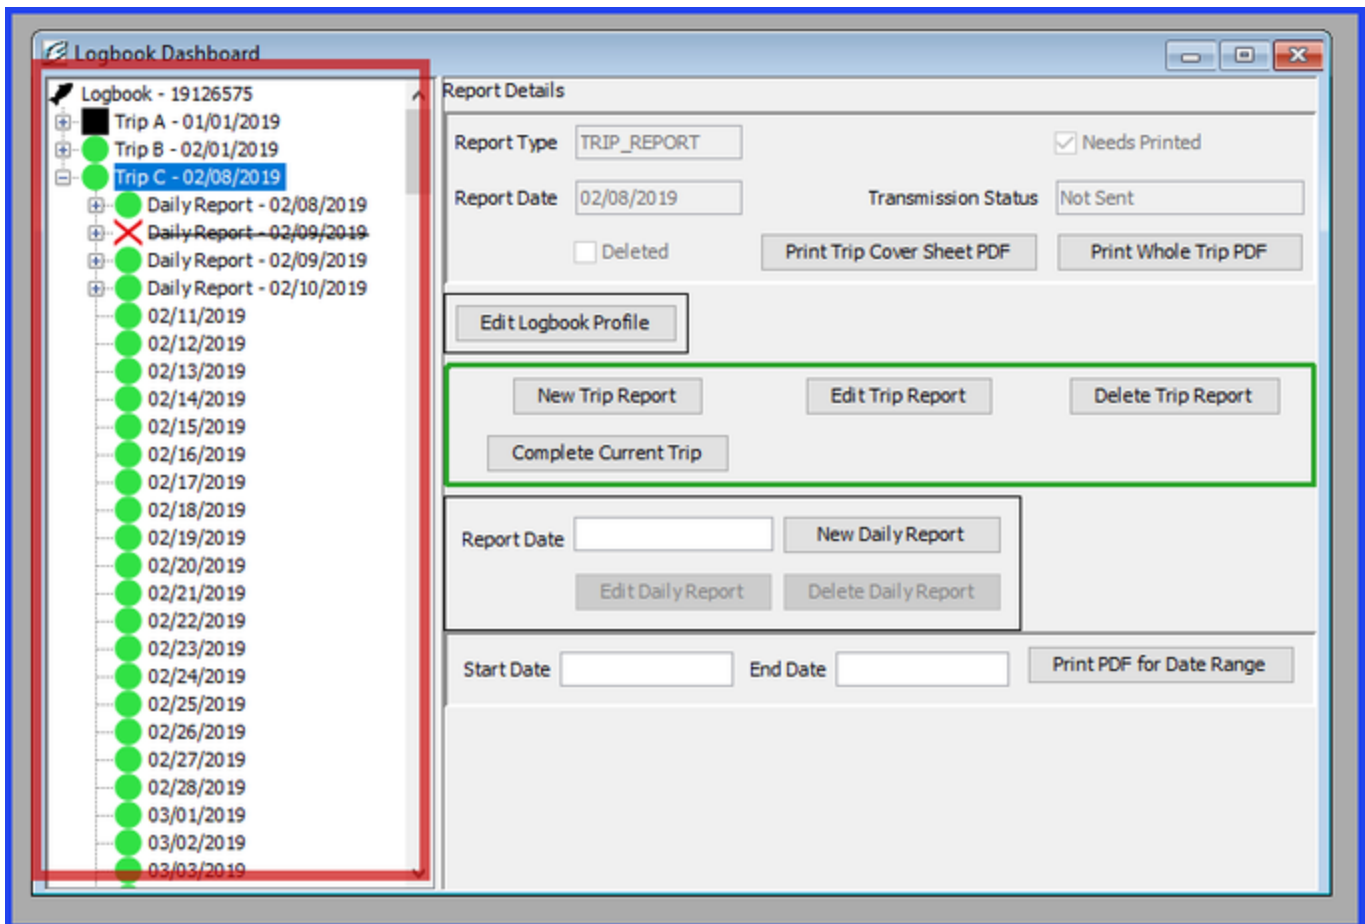 Logbook Dashboard
Logbook - 19126575
Trip A - 01/01/2019
Trip B - 02/01/2019
Trip C - 02/08/2019
Daily Report - 02/08/2019
Daily Report - 02/09/2019
Daily Report - 02/09/2019
Daily Report - 02/10/2019
02/11/2019
02/12/2019
02/13/2019
02/14/2019
02/15/2019
02/16/2019
02/17/2019
02/18/2019
02/19/2019
02/20/2019
02/21/2019
02/22/2019
02/23/2019
02/24/2019
02/25/2019
02/26/2019
02/27/2019
02/28/2019
03/01/2019
03/02/2019
03/03/2019
Report Details
Report Type TRIP_REPORT Needs Printed
Report Date 02/08/2019 Transmission Status Not Sent
Deleted Print Trip Cover Sheet PDF Print Whole Trip PDF
Edit Logbook Profile
New Trip Report Edit Trip Report Delete Trip Report
Complete Current Trip
Report Date New Daily Report
Edit Daily Report Delete Daily Report
Start Date End Date Print PDF for Date Range